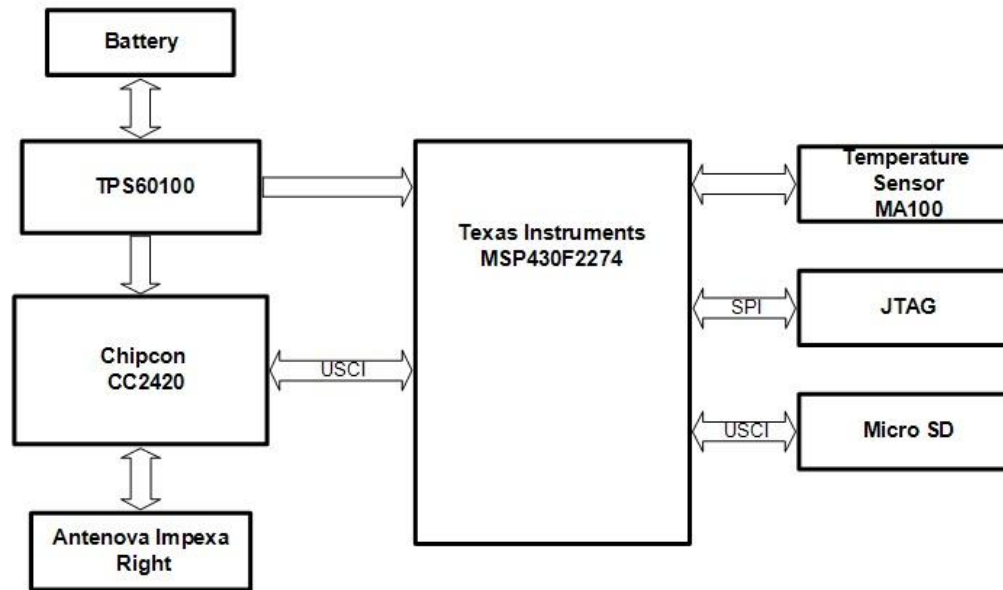 Battery
TPS60100
Texas Instruments
MSP430F2274
Temperature
Sensor
MA100
SPI
JTAG
Chipcon
CC2420
USCI
USCI
Micro SD
Antenova Impexa
Right